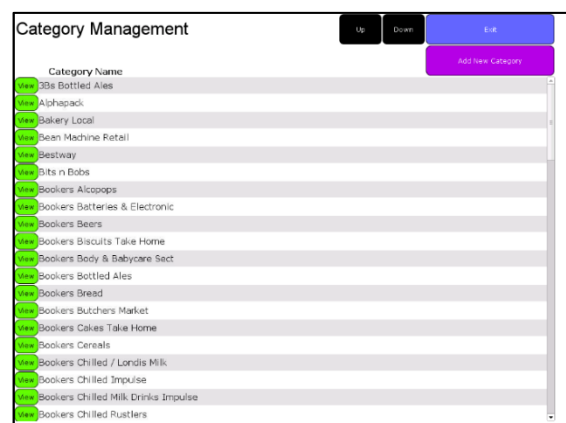 Category Management
Up
Down
Exit
Add New Category
Category Name
View 3Bs Bottled Ales
View Alphapack
View Bakery Local
View Bean Machine Retail
View Bestway
View Bits n Bobs
View Bookers Alcopops
View Bookers Batteries & Electronic
View Bookers Beers
View Bookers Biscuits Take Home
View Bookers Body & Babycare Sect
View Bookers Bottled Ales
View Bookers Bread
View Bookers Butchers Market
View Bookers Cakes Take Home
View Bookers Cereals
View Bookers Chilled / Londis Milk
View Bookers Chilled Impulse
View Bookers Chilled Milk Drinks Impulse
View Bookers Chilled Rustlers